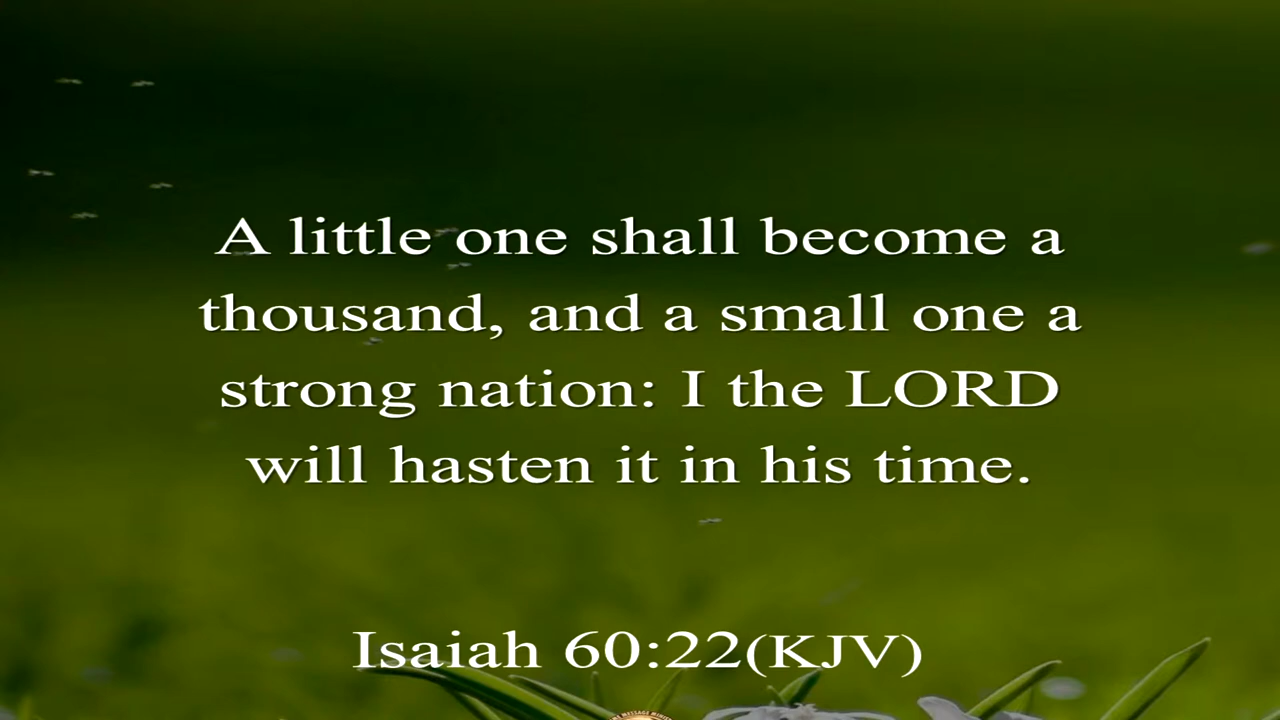 A little one shall become a
thousand, and a small one a
strong nation: I the LORD
will hasten it in his time.
Isaiah 60:22(KJV)